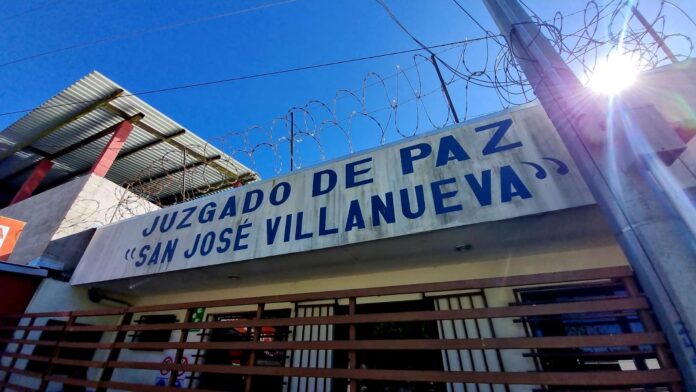 JUZGADO DE PAZ
“SAN JOSÉ VILLANUEVA”